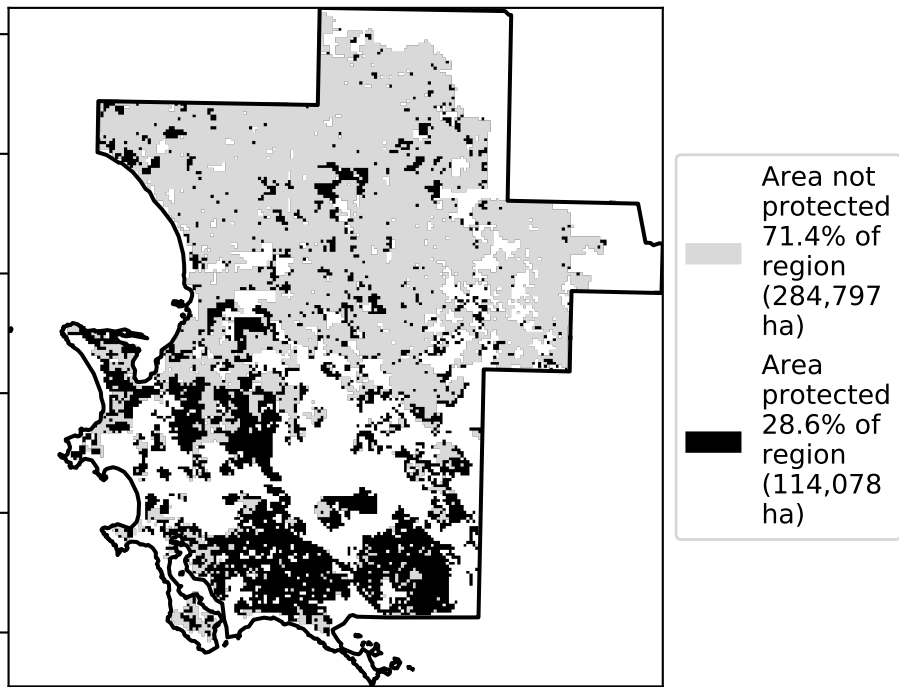 Area not
protected
71.4% of
region
(284,797
ha)
Area
protected
28.6% of
region
(114,078
ha)